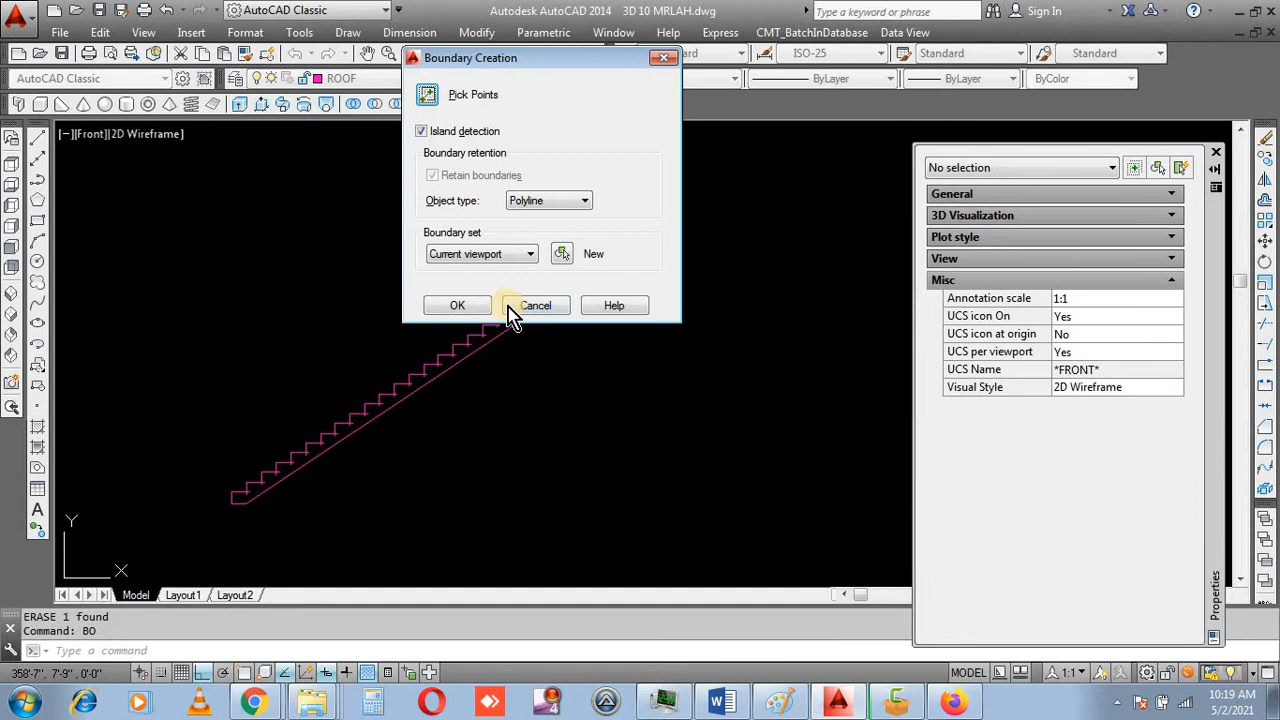 AutoCAD Classic
Autodesk AutoCAD 2014 3D 10 MRLAH.dwg
Type a keyword or phrase
Sign In
File Edit View Insert Format Tools Draw Dimension Modify Parametric Window Help Express CMT_BatchInDatabase Data View
ISO-25
Standard
Standard
AutoCAD Classic
ROOF
ByLayer
ByLayer
ByColor
[−][Front][2D Wireframe]
Boundary Creation
Pick Points
Island detection
Boundary retention
Retain boundaries
Object type:
Polyline
Boundary set
Current viewport
New
OK
Cancel
Help
No selection
General
3D Visualization
Plot style
View
Misc
Annotation scale 1:1
UCS icon On Yes
UCS icon at origin No
UCS per viewport Yes
UCS Name *FRONT*
Visual Style 2D Wireframe
Properties
Y
X
Model Layout1 Layout2
ERASE 1 found
Command: BO
Type a command
358'-7", 9'-0", 0'-0"
MODEL
1:1
10:19 AM
5/2/2021